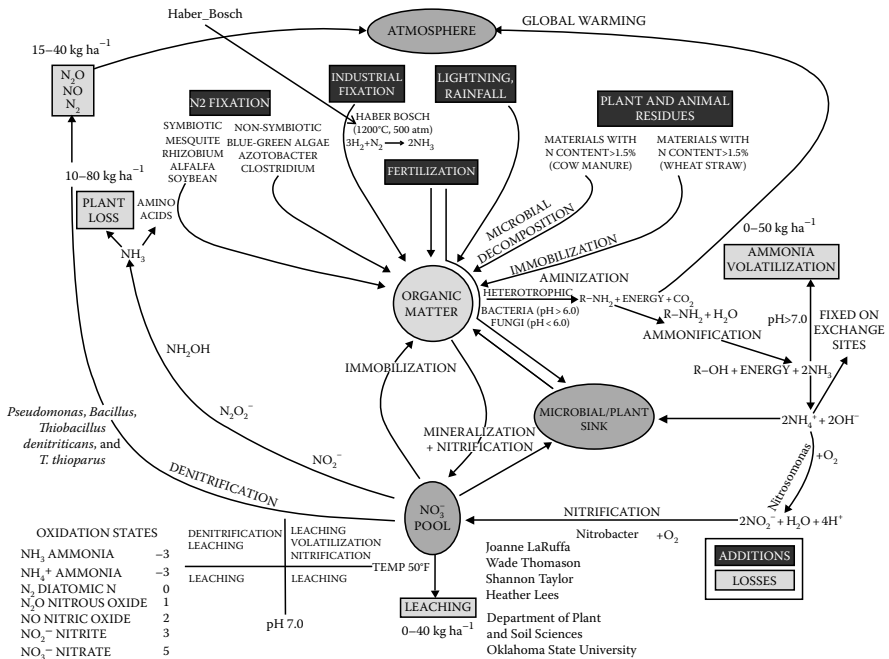 Haber_Bosch
GLOBAL WARMING
ATMOSPHERE
15–40 kg ha⁻¹
N₂O
NO
N₂
INDUSTRIAL
FIXATION
LIGHTNING,
RAINFALL
N2 FIXATION
PLANT AND ANIMAL
RESIDUES
SYMBIOTIC
MESQUITE
RHIZOBIUM
ALFALFA
SOYBEAN
NON-SYMBIOTIC
BLUE-GREEN ALGAE
AZOTOBACTER
CLOSTRIDIUM
HABER BOSCH
(1200°C, 500 atm)
3H₂+N₂ → 2NH₃
MATERIALS WITH
N CONTENT>1.5%
(COW MANURE)
MATERIALS WITH
N CONTENT>1.5%
(WHEAT STRAW)
FERTILIZATION
10–80 kg ha⁻¹
PLANT
LOSS
AMINO
ACIDS
NH₃
MICROBIAL
DECOMPOSITION
IMMOBILIZATION
0–50 kg ha⁻¹
AMMONIA
VOLATILIZATION
AMINIZATION
ORGANIC
MATTER
HETEROTROPHIC
R–NH₂ + ENERGY + CO₂
BACTERIA (pH > 6.0)
FUNGI (pH < 6.0)
R–NH₂ + H₂O
AMMONIFICATION
pH>7.0
FIXED ON
EXCHANGE
SITES
R–OH + ENERGY + 2NH₃
NH₂OH
IMMOBILIZATION
Pseudomonas, Bacillus,
Thiobacillus
denitriticans, and
T. thioparus
N₂O₂⁻
MICROBIAL/PLANT
SINK
2NH₄⁺ + 2OH⁻
MINERALIZATION
+ NITRIFICATION
NO₂⁻
Nitrosomonas
+O₂
DENITRIFICATION
NO₃⁻
POOL
NITRIFICATION
Nitrobacter
+O₂
2NO₂⁻ + H₂O + 4H⁺
OXIDATION STATES
NH₃ AMMONIA –3
NH₄⁺ AMMONIA –3
N₂ DIATOMIC N 0
N₂O NITROUS OXIDE 1
NO NITRIC OXIDE 2
NO₂⁻ NITRITE 3
NO₃⁻ NITRATE 5
DENITRIFICATION
LEACHING
LEACHING
VOLATILIZATION
NITRIFICATION
TEMP 50°F
LEACHING
LEACHING
pH 7.0
LEACHING
0–40 kg ha⁻¹
Joanne LaRuffa
Wade Thomason
Shannon Taylor
Heather Lees
Department of Plant
and Soil Sciences
Oklahoma State University
ADDITIONS
LOSSES